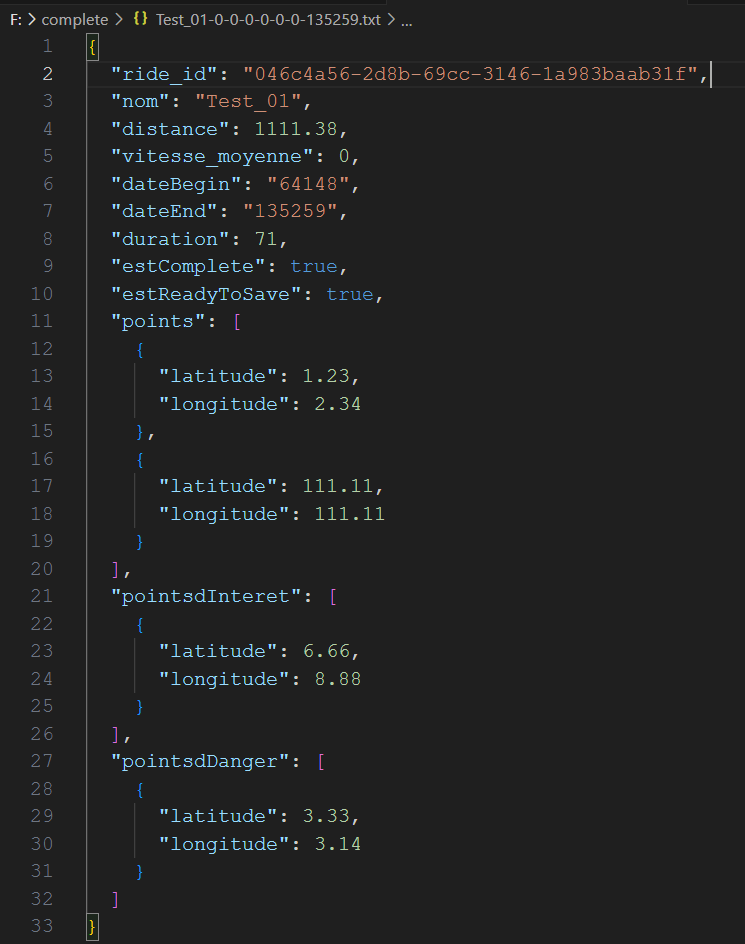 F: > complete > {} Test_01-0-0-0-0-0-0-135259.txt > ...
1 {
2 "ride_id": "046c4a56-2d8b-69cc-3146-1a983baab31f",
3 "nom": "Test_01",
4 "distance": 1111.38,
5 "vitesse_moyenne": 0,
6 "dateBegin": "64148",
7 "dateEnd": "135259",
8 "duration": 71,
9 "estComplete": true,
10 "estReadyToSave": true,
11 "points": [
12 {
13 "latitude": 1.23,
14 "longitude": 2.34
15 },
16 {
17 "latitude": 111.11,
18 "longitude": 111.11
19 }
20 ],
21 "pointsdInteret": [
22 {
23 "latitude": 6.66,
24 "longitude": 8.88
25 }
26 ],
27 "pointsdDanger": [
28 {
29 "latitude": 3.33,
30 "longitude": 3.14
31 }
32 ]
33 }